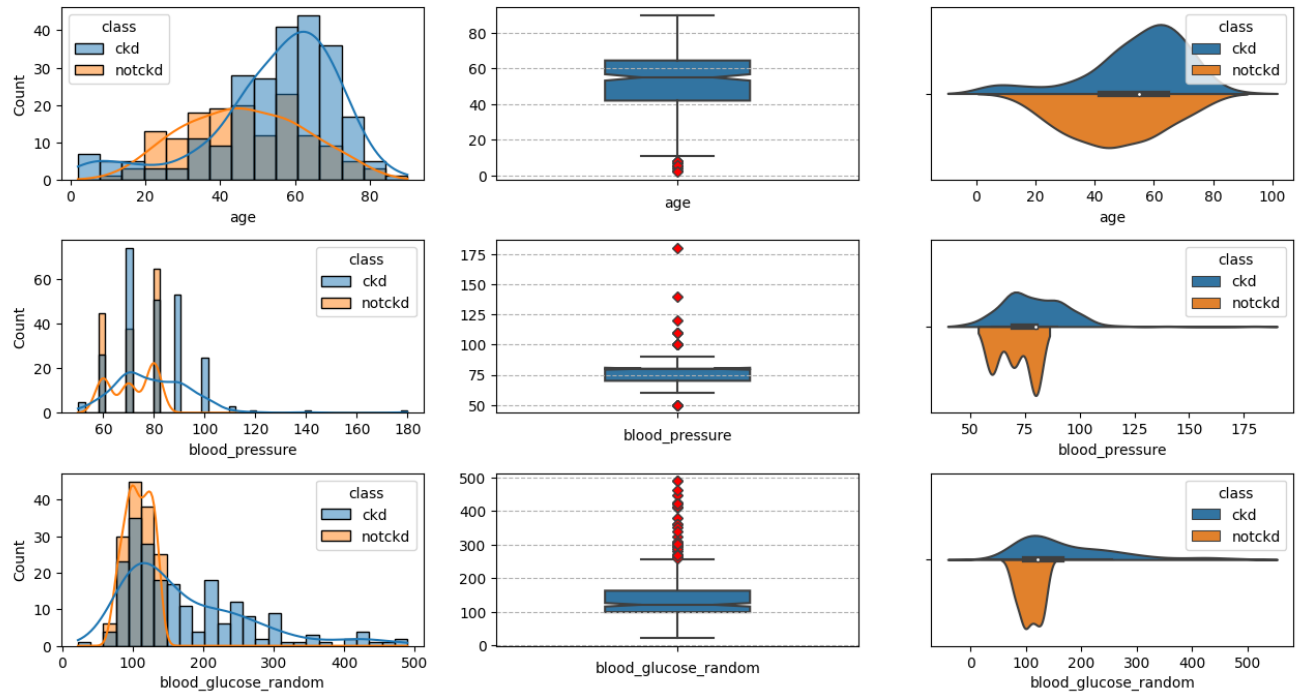 class
ckd
notckd
Count
40
30
20
10
0
0 20 40 60 80
age
80
60
40
20
0
age
class
ckd
notckd
0 20 40 60 80 100
age
class
ckd
notckd
Count
60
40
20
0
60 80 100 120 140 160 180
blood_pressure
175
150
125
100
75
50
blood_pressure
class
ckd
notckd
50 75 100 125 150 175
blood_pressure
class
ckd
notckd
Count
40
30
20
10
0
0 100 200 300 400 500
blood_glucose_random
500
400
300
200
100
0
blood_glucose_random
class
ckd
notckd
0 100 200 300 400 500
blood_glucose_random